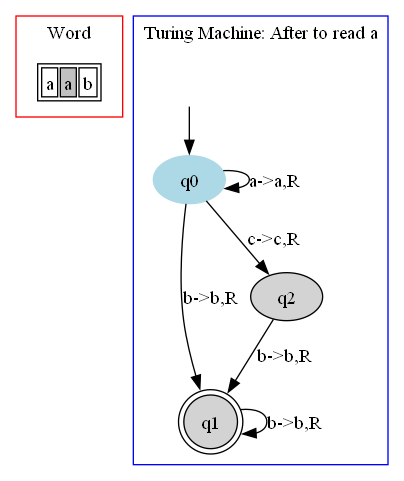 Word
a a b
Turing Machine: After to read a
q0
a->a,R
c->c,R
b->b,R
q2
b->b,R
q1
b->b,R